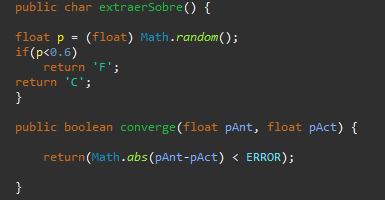 public char extraerSobre() {
float p = (float) Math.random();
if(p<0.6)
return 'F';
return 'C';
}
public boolean converge(float pAnt, float pAct) {
return(Math.abs(pAnt-pAct) < ERROR);
}